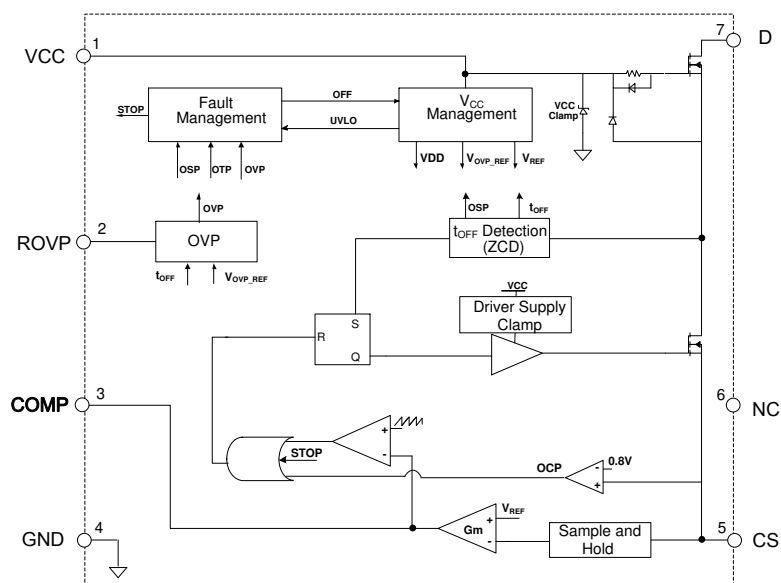 1
VCC
7
D
STOP
Fault
Management
OFF
UVLO
VCC
Management
VCC
Clamp
OSP
OTP
OVP
VDD
VOVP_REF
VREF
OVP
OSP
tOFF
2
ROVP
OVP
tOFF Detection
(ZCD)
tOFF
VOVP_REF
VCC
Driver Supply
Clamp
S
R
Q
3
COMP
6
NC
+
-
STOP
OCP
0.8V
-
+
4
GND
Gm
+
-
VREF
Sample and
Hold
5
CS